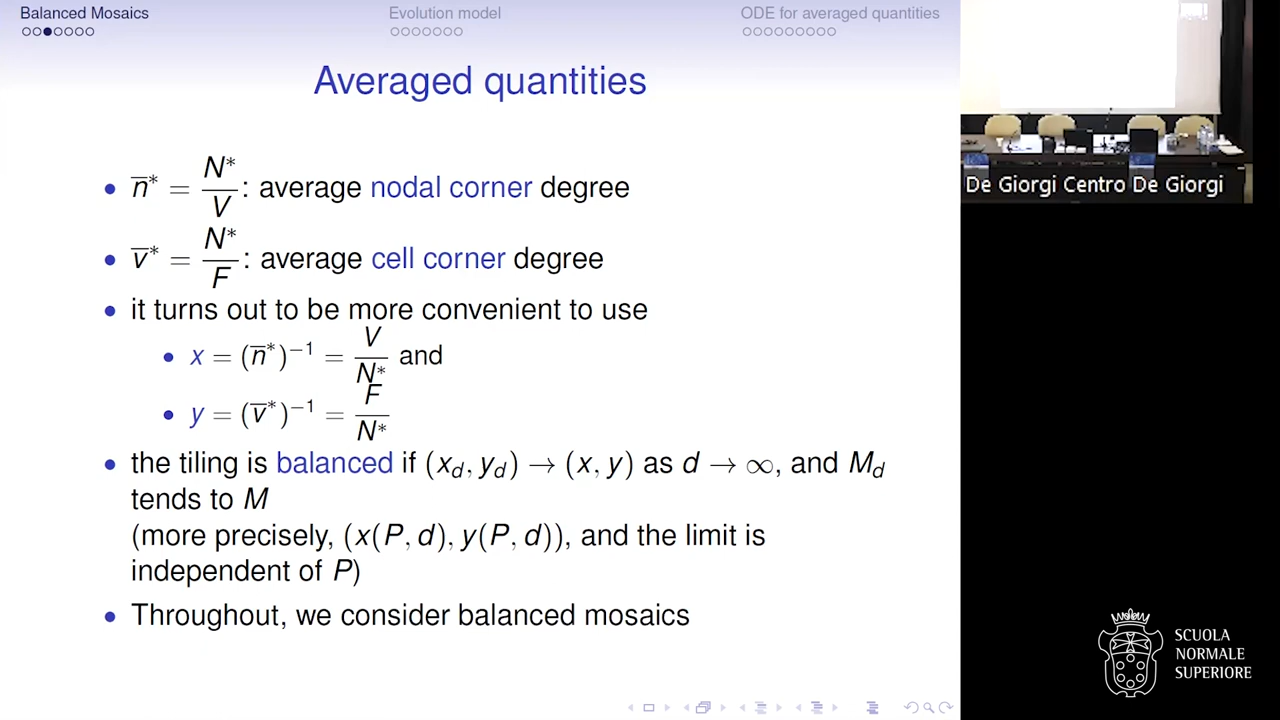 Balanced Mosaics
Evolution model
ODE for averaged quantities
Averaged quantities
• n̅* = N*/V : average nodal corner degree
• v̅* = N*/F : average cell corner degree
• it turns out to be more convenient to use
• x = (n̅*)⁻¹ = V/N* and
• y = (v̅*)⁻¹ = F/N*
• the tiling is balanced if (x_d, y_d) → (x, y) as d → ∞, and M_d
tends to M
(more precisely, (x(P, d), y(P, d)), and the limit is
independent of P)
• Throughout, we consider balanced mosaics
De Giorgi Centro De Giorgi
SCUOLA
NORMALE
SUPERIORE